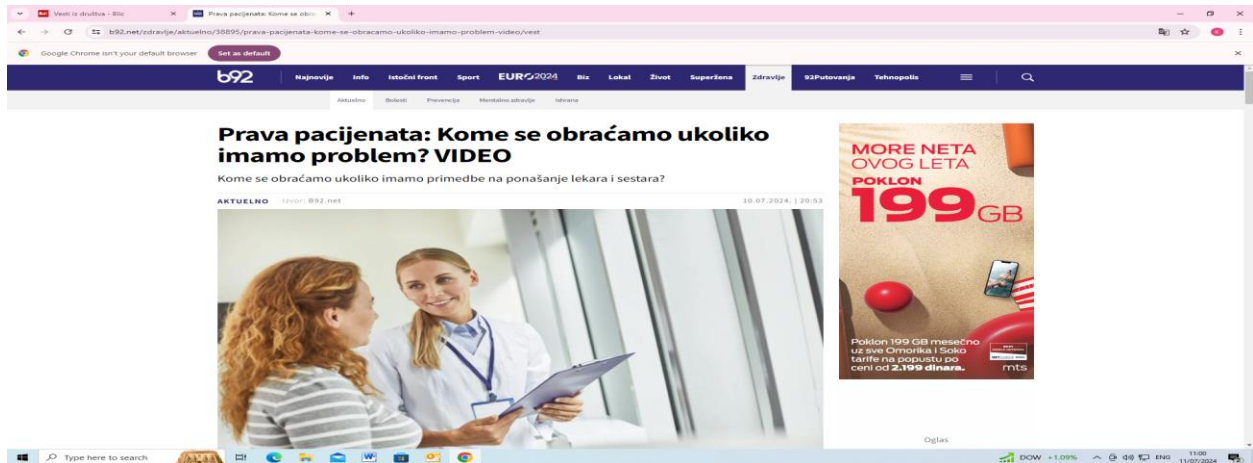 Vesti iz društva - Blic
Prava pacijenata: Kome se obra
b92.net/zdravlje/aktuelno/38895/prava-pacijenata-kome-se-obracamo-ukoliko-imamo-problem-video/vest
Google Chrome isn't your default browser Set as default
b92 Najnovije Info Istočni front Sport EURO2024 Biz Lokal Život Superžena Zdravlje 92Putovanja Tehnopolis
Aktuelno Bolesti Prevencija Mentalno zdravlje Ishrana
Prava pacijenata: Kome se obraćamo ukoliko
imamo problem? VIDEO
Kome se obraćamo ukoliko imamo primedbe na ponašanje lekara i sestara?
AKTUELNO Izvor: B92.net 10.07.2024. | 20:53
MORE NETA
OVOG LETA
POKLON
199GB
Poklon 199 GB mesečno
uz sve Omorika i Soko
tarife na popustu po
ceni od 2.199 dinara.
mts
Oglas
Type here to search
DOW +1.09% ENG 11:00
11/07/2024